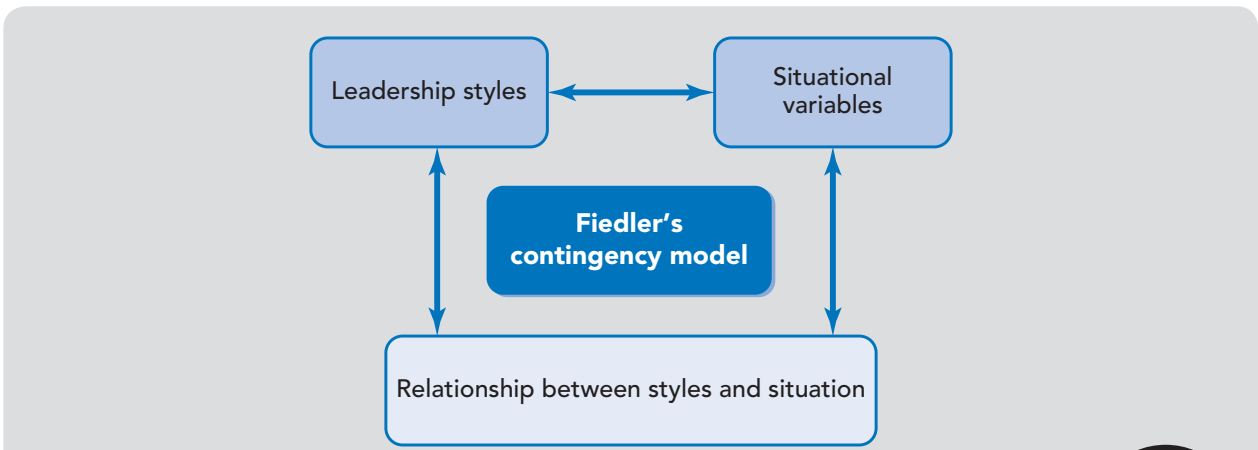 Leadership styles
Situational
variables
Fiedler’s
contingency model
Relationship between styles and situation